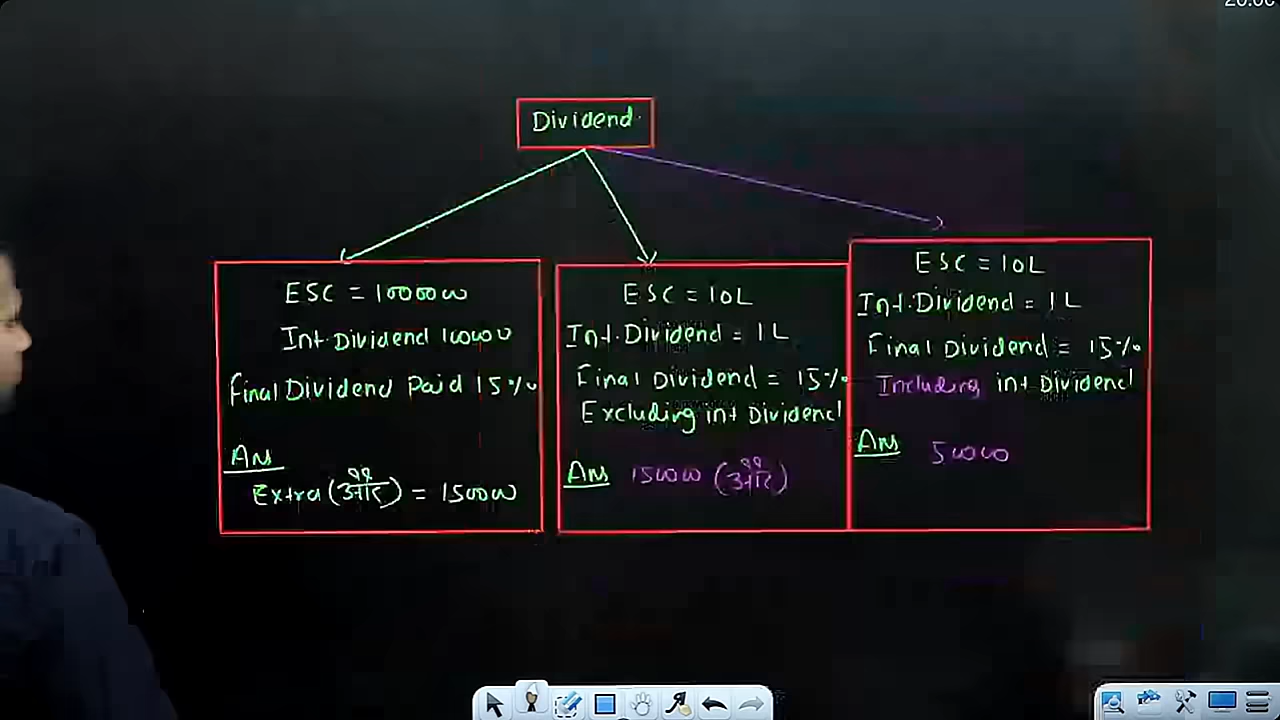 Dividend
ESC = 1000000
Int. Dividend 100000
Final Dividend Paid 15%
Ans
Extra (और) = 150000
ESC = 10L
Int. Dividend = 1L
Final Dividend = 15%
Excluding int Dividend
Ans 150000 (और)
ESC = 10L
Int. Dividend = 1L
Final Dividend = 15%
Including int Dividend
Ans 50000